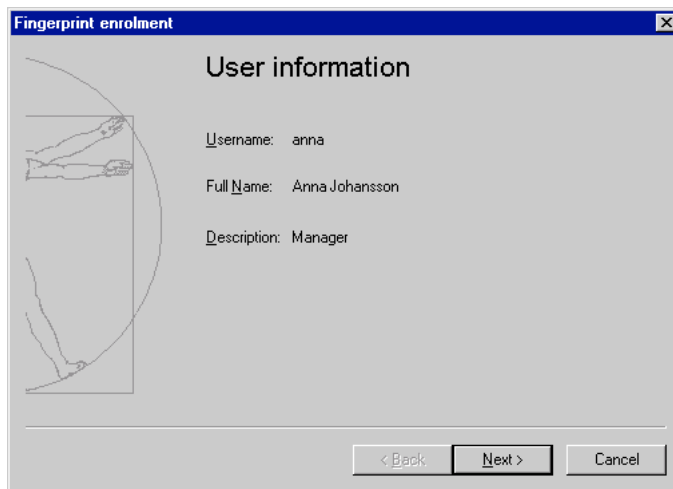 Fingerprint enrolment
User information
Username: anna
Full Name: Anna Johansson
Description: Manager
< Back
Next >
Cancel